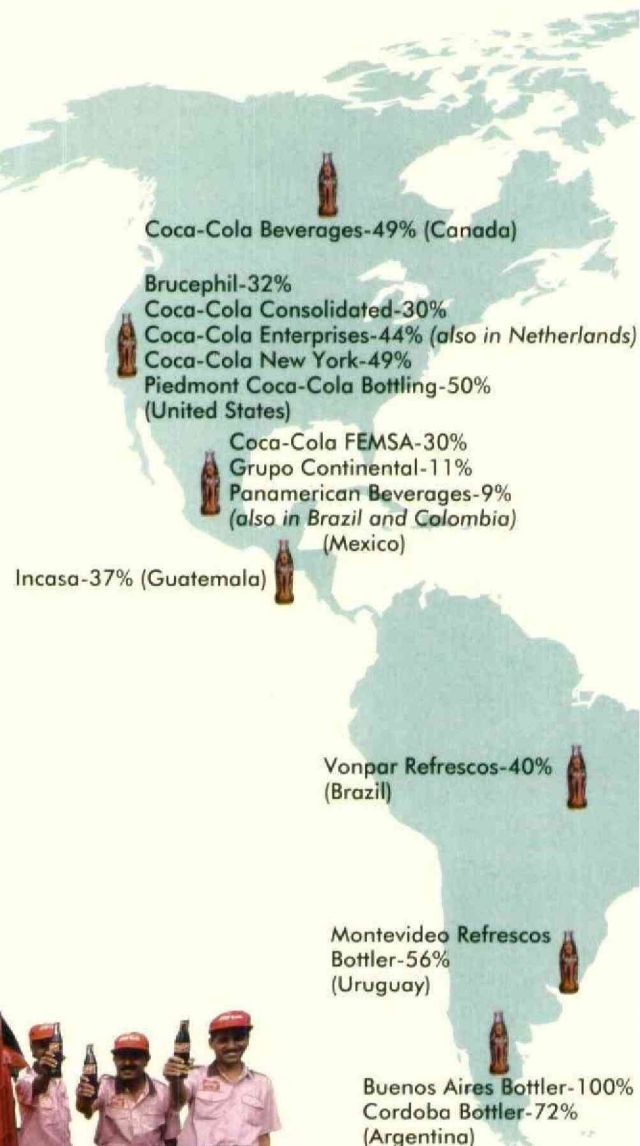 Coca-Cola Beverages-49% (Canada)
Brucephil-32%
Coca-Cola Consolidated-30%
Coca-Cola Enterprises-44% (also in Netherlands)
Coca-Cola New York-49%
Piedmont Coca-Cola Bottling-50%
(United States)
Coca-Cola FEMSA-30%
Grupo Continental-11%
Panamerican Beverages-9%
(also in Brazil and Colombia)
(Mexico)
Incasa-37% (Guatemala)
Vonpar Refrescos-40%
(Brazil)
Montevideo Refrescos
Bottler-56%
(Uruguay)
Buenos Aires Bottler-100%
Cordoba Bottler-72%
(Argentina)